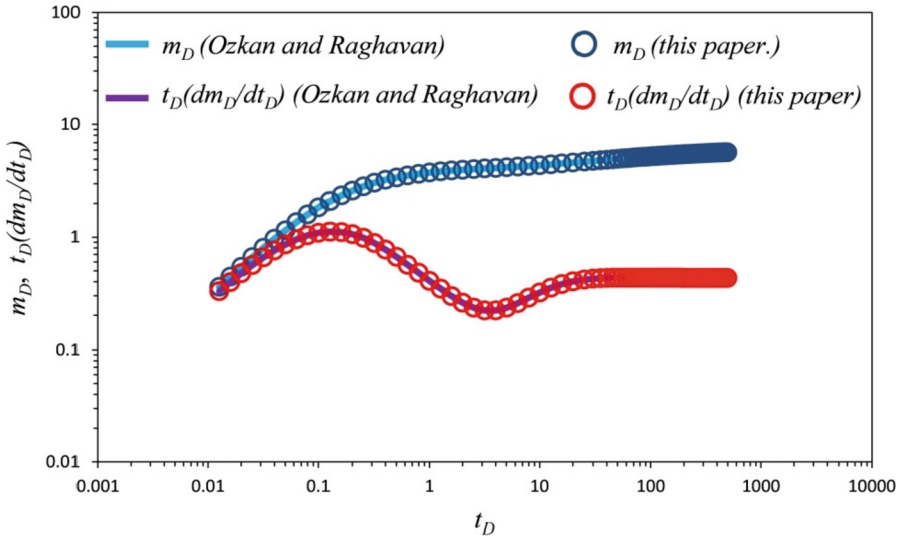 100
m_D (Ozkan and Raghavan)
m_D (this paper.)
t_D(dm_D/dt_D) (Ozkan and Raghavan)
t_D(dm_D/dt_D) (this paper)
10
1
0.1
0.01
m_D, t_D(dm_D/dt_D)
0.001 0.01 0.1 1 10 100 1000 10000
t_D